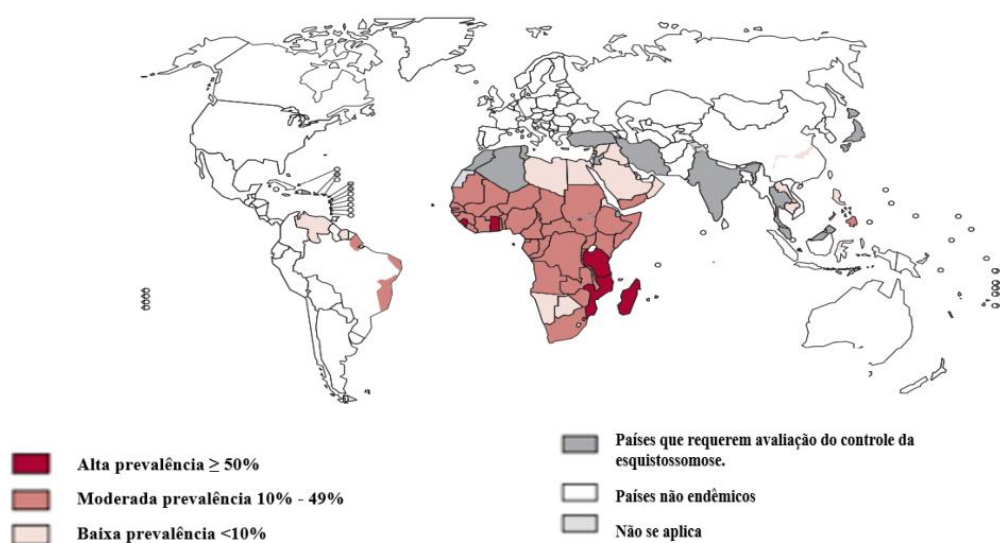 Alta prevalência ≥ 50%
Moderada prevalência 10% - 49%
Baixa prevalência <10%
Países que requerem avaliação do controle da
esquistossomose.
Países não endêmicos
Não se aplica